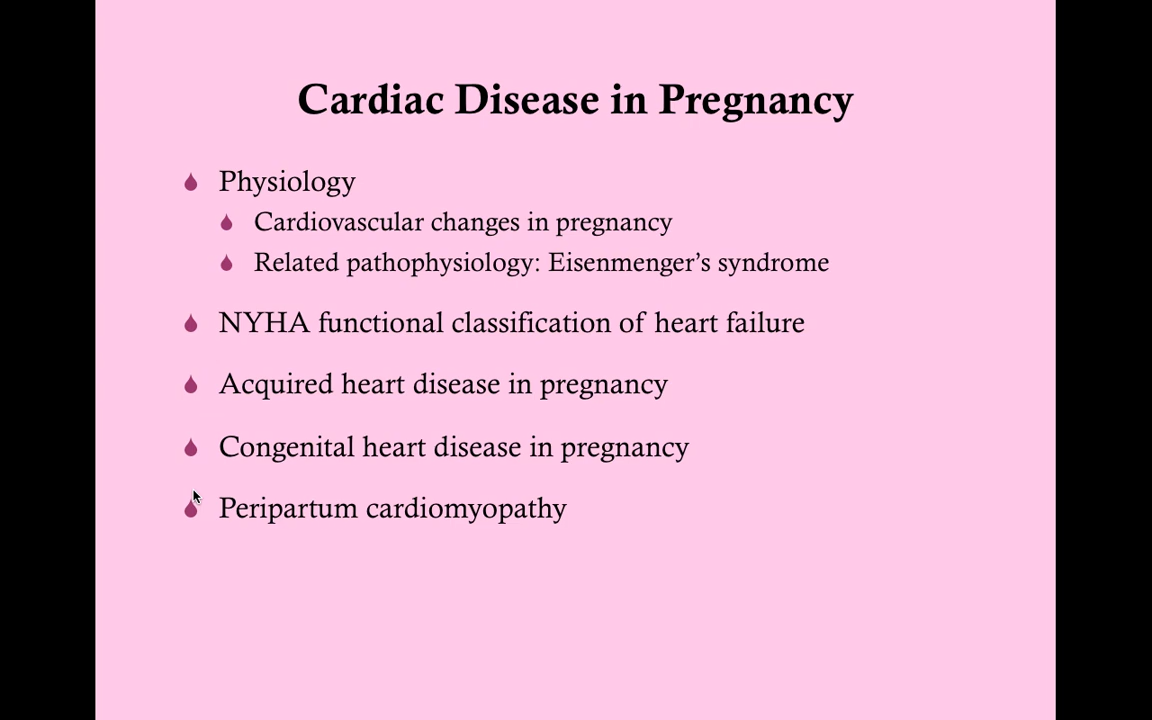 Cardiac Disease in Pregnancy
Physiology
Cardiovascular changes in pregnancy
Related pathophysiology: Eisenmenger’s syndrome
NYHA functional classification of heart failure
Acquired heart disease in pregnancy
Congenital heart disease in pregnancy
Peripartum cardiomyopathy